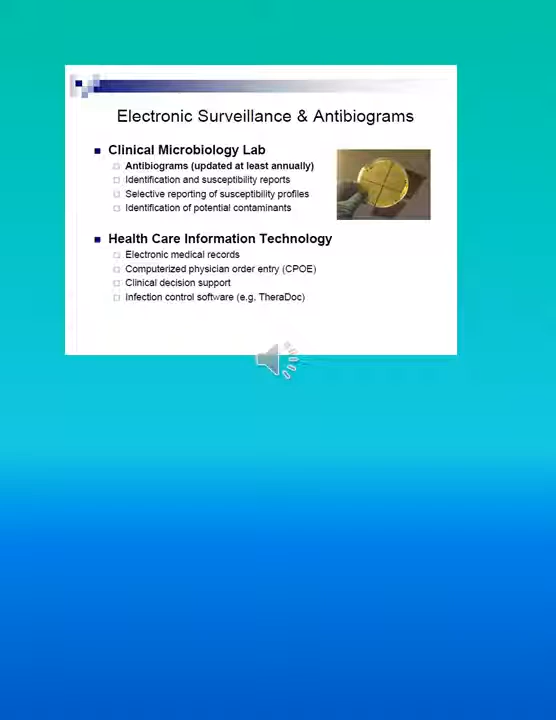 Electronic Surveillance & Antibiograms
Clinical Microbiology Lab
Antibiograms (updated at least annually)
Identification and susceptibility reports
Selective reporting of susceptibility profiles
Identification of potential contaminants
Health Care Information Technology
Electronic medical records
Computerized physician order entry (CPOE)
Clinical decision support
Infection control software (e.g. TheraDoc)